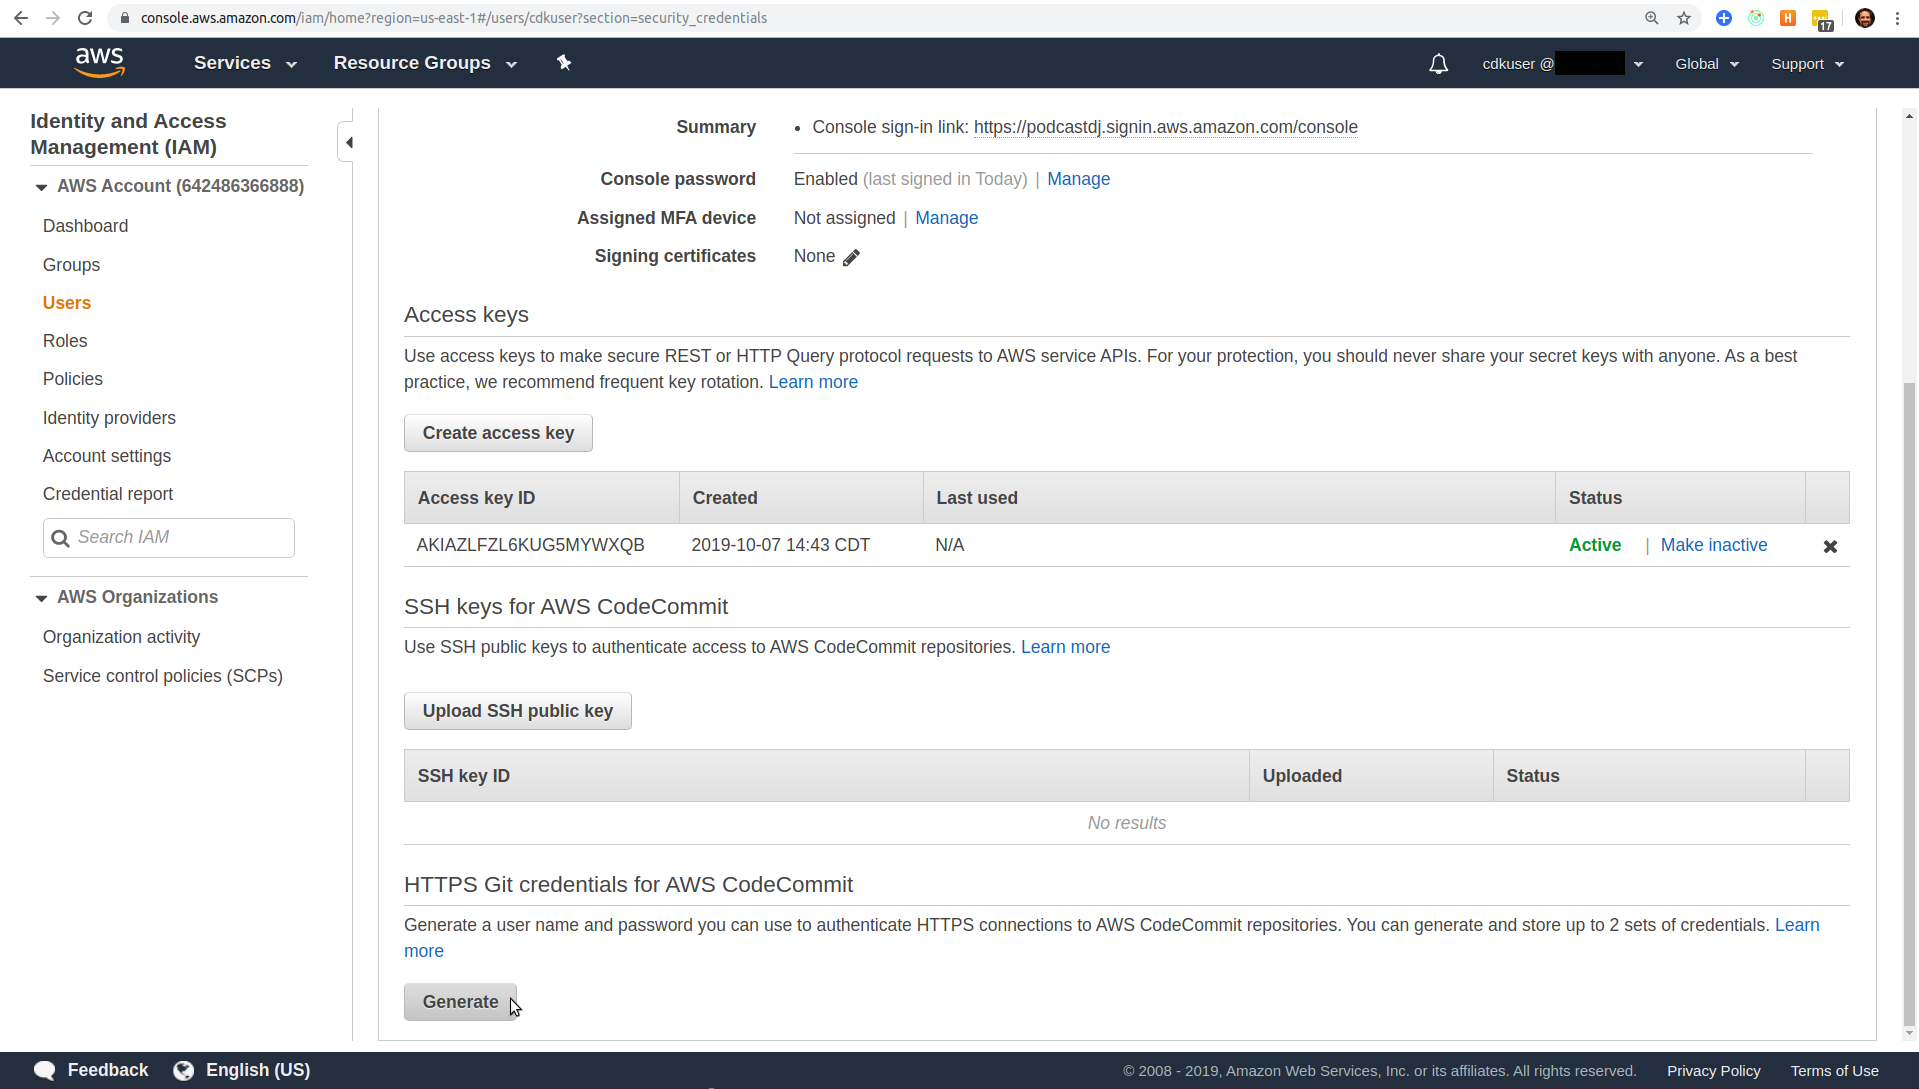 console.aws.amazon.com/iam/home?region=us-east-1#/users/cdkuser?section=security_credentials
H
17
aws
Services
Resource Groups
cdkuser @
Global
Support
Identity and Access
Management (IAM)
AWS Account (642486366888)
Dashboard
Groups
Users
Roles
Policies
Identity providers
Account settings
Credential report
Search IAM
AWS Organizations
Organization activity
Service control policies (SCPs)
Summary
• Console sign-in link: https://podcastdj.signin.aws.amazon.com/console
Console password Enabled (last signed in Today) | Manage
Assigned MFA device Not assigned | Manage
Signing certificates None
Access keys
Use access keys to make secure REST or HTTP Query protocol requests to AWS service APIs. For your protection, you should never share your secret keys with anyone. As a best
practice, we recommend frequent key rotation. Learn more
Create access key
Access key ID Created Last used Status
AKIAZLFZL6KUG5MYWXQB 2019-10-07 14:43 CDT N/A Active | Make inactive
SSH keys for AWS CodeCommit
Use SSH public keys to authenticate access to AWS CodeCommit repositories. Learn more
Upload SSH public key
SSH key ID Uploaded Status
No results
HTTPS Git credentials for AWS CodeCommit
Generate a user name and password you can use to authenticate HTTPS connections to AWS CodeCommit repositories. You can generate and store up to 2 sets of credentials. Learn
more
Generate
Feedback
English (US)
© 2008 - 2019, Amazon Web Services, Inc. or its affiliates. All rights reserved.
Privacy Policy
Terms of Use